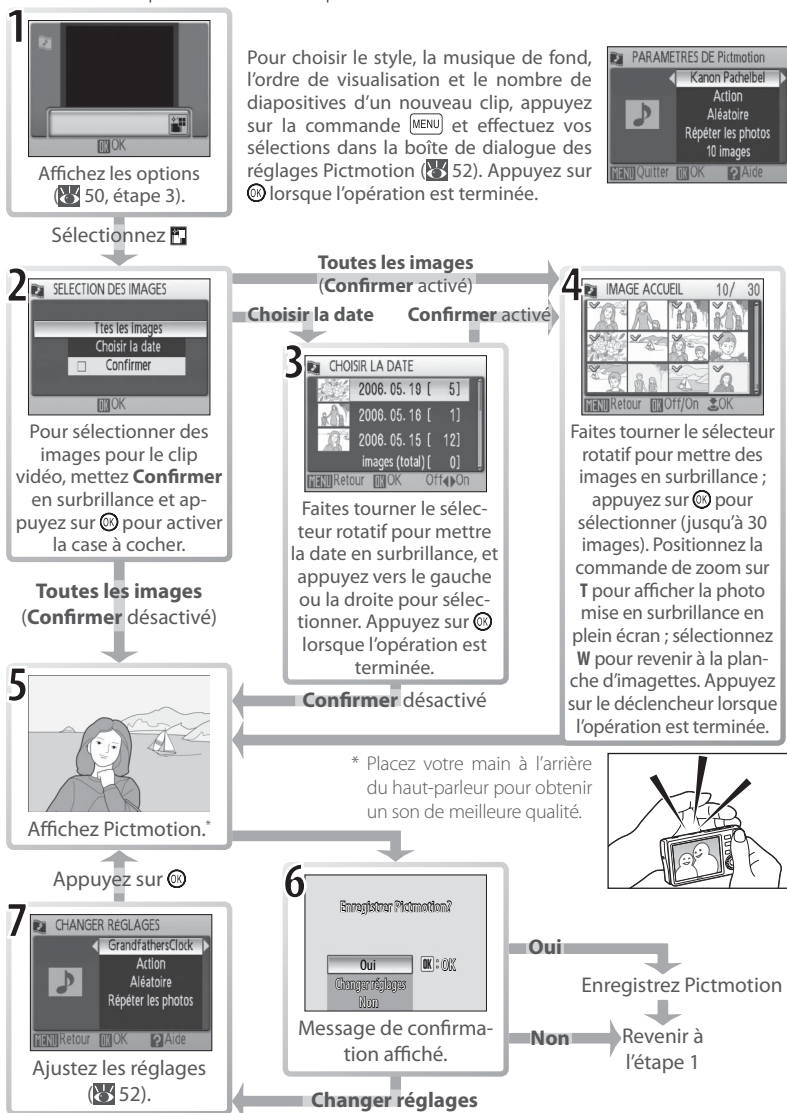 1
OK OK
Affichez les options
( 50, étape 3).
Pour choisir le style, la musique de fond,
l'ordre de visualisation et le nombre de
diapositives d'un nouveau clip, appuyez
sur la commande MENU et effectuez vos
sélections dans la boîte de dialogue des
réglages Pictmotion ( 52). Appuyez sur
OK lorsque l'opération est terminée.
PARAMETRES DE Pictmotion
Kanon Pachelbel
Action
Aléatoire
Répéter les photos
10 images
MENU Quitter OK OK ? Aide
Sélectionnez
2
SELECTION DES IMAGES
Ttes les images
Choisir la date
Confirmer
OK OK
Pour sélectionner des
images pour le clip
vidéo, mettez Confirmer
en surbrillance et ap-
puyez sur OK pour activer
la case à cocher.
Toutes les images
(Confirmer activé)
Choisir la date
Confirmer activé
3
CHOISIR LA DATE
2006. 05. 19 [ 5]
2006. 05. 16 [ 1]
2006. 05. 15 [ 12]
images (total) [ 0]
MENU Retour OK OK Off On
Faites tourner le sélec-
teur rotatif pour mettre
la date en surbrillance, et
appuyez vers le gauche
ou la droite pour sélec-
tionner. Appuyez sur OK
lorsque l'opération est
terminée.
4
IMAGE ACCUEIL 10/ 30
MENU Retour OK Off/On OK
Faites tourner le sélecteur
rotatif pour mettre des
images en surbrillance ;
appuyez sur OK pour
sélectionner (jusqu'à 30
images). Positionnez la
commande de zoom sur
T pour afficher la photo
mise en surbrillance en
plein écran ; sélectionnez
W pour revenir à la plan-
che d'imagettes. Appuyez
sur le déclencheur lorsque
l'opération est terminée.
Toutes les images
(Confirmer désactivé)
Confirmer désactivé
5
Affichez Pictmotion.*
* Placez votre main à l'arrière
du haut-parleur pour obtenir
un son de meilleure qualité.
Appuyez sur OK
6
Enregistrer Pictmotion?
Oui
OK : OK
Changer réglages
Non
Message de confirma-
tion affiché.
Oui
Enregistrez Pictmotion
Non
Revenir à
l'étape 1
7
CHANGER RÉGLAGES
GrandfathersClock
Action
Aléatoire
Répéter les photos
MENU Retour OK OK ? Aide
Ajustez les réglages
( 52).
Changer réglages